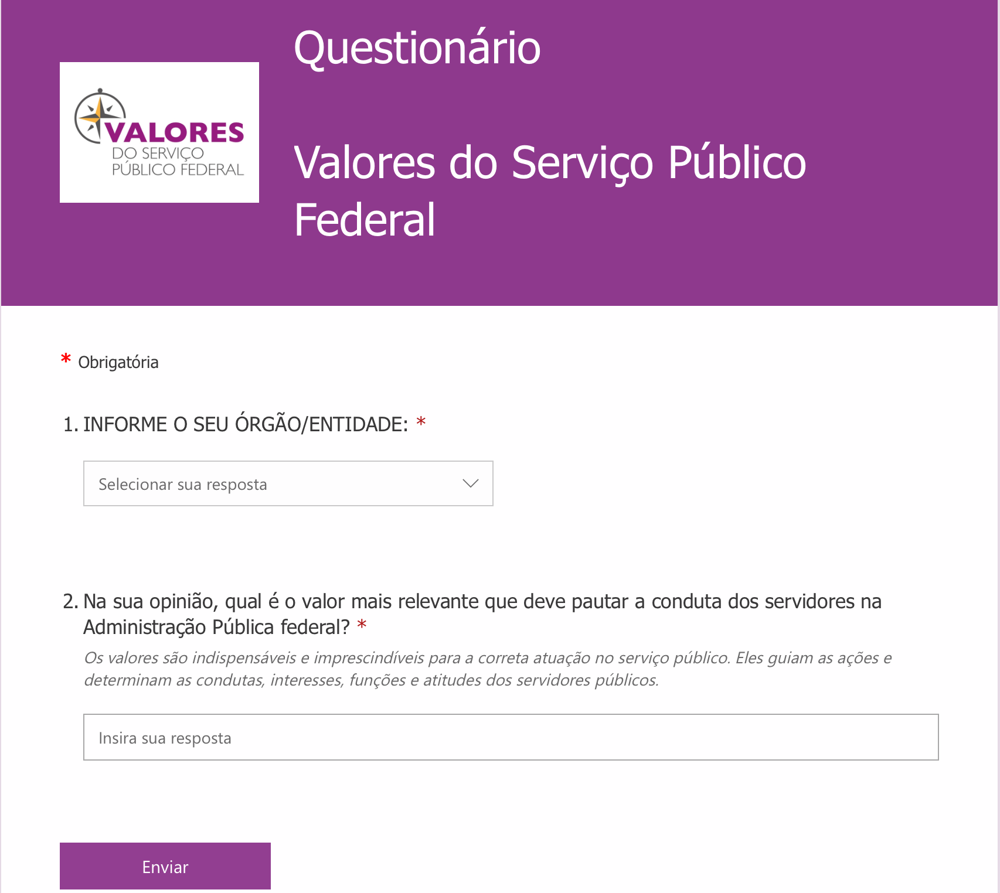 Questionário
VALORES
DO SERVIÇO
PÚBLICO FEDERAL
Valores do Serviço Público
Federal
* Obrigatória
1. INFORME O SEU ÓRGÃO/ENTIDADE: *
Selecionar sua resposta
2. Na sua opinião, qual é o valor mais relevante que deve pautar a conduta dos servidores na
Administração Pública federal? *
Os valores são indispensáveis e imprescindíveis para a correta atuação no serviço público. Eles guiam as ações e
determinam as condutas, interesses, funções e atitudes dos servidores públicos.
Insira sua resposta
Enviar